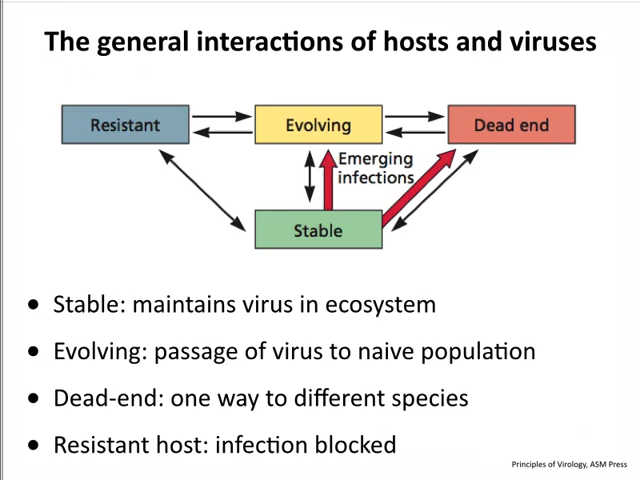 The general interactions of hosts and viruses
Resistant
Evolving
Dead end
Emerging
infections
Stable
• Stable: maintains virus in ecosystem
• Evolving: passage of virus to naive population
• Dead-end: one way to different species
• Resistant host: infection blocked
Principles of Virology, ASM Press